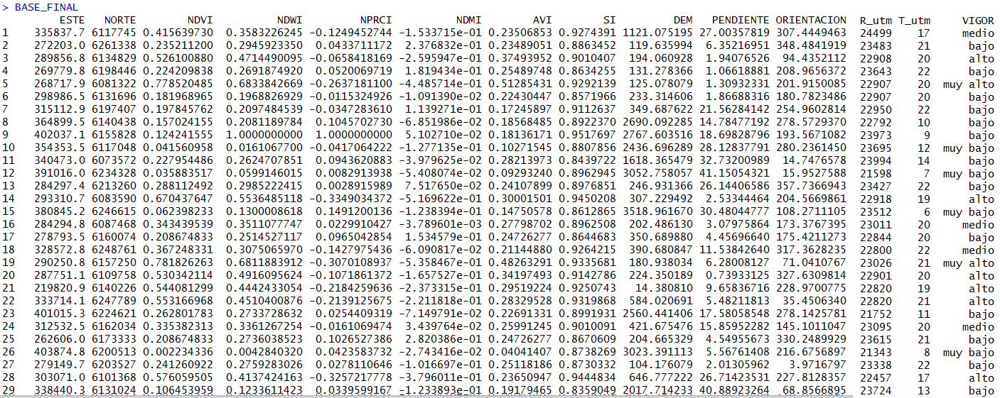 > BASE_FINAL
ESTE NORTE NDVI NDWI NPRCI NDMI AVI SI DEM PENDIENTE ORIENTACION R_utm T_utm VIGOR
1 335837.7 6117745 0.415639730 0.3583226245 -0.1249452744 -1.533715e-01 0.23506853 0.9274391 1121.075195 27.00357819 307.4449463 24499 17 medio
2 272203.0 6261338 0.235211200 0.2945923350 0.0433711172 2.376832e-01 0.23489051 0.8863452 119.635994 6.35216951 348.4841919 23483 21 bajo
3 289856.8 6134829 0.526100880 0.4714490095 -0.0658418169 -2.595947e-01 0.37493952 0.9010407 194.060928 1.94076526 94.4352112 22908 20 alto
4 269779.8 6198446 0.224209838 0.2691874920 0.0520069719 1.819434e-01 0.25489748 0.8634255 131.278366 1.06618881 208.9656372 23643 22 bajo
5 268717.9 6081322 0.778520485 0.6833842669 -0.2637181100 -4.485714e-01 0.51285431 0.9292139 125.078079 1.30932331 201.9150085 22907 20 muy alto
6 298986.5 6131696 0.181968965 0.1968826929 -0.0115324926 -1.091390e-02 0.22430447 0.8571966 233.314606 1.86688316 180.7823486 22907 20 bajo
7 315112.9 6197407 0.197845762 0.2097484539 -0.0347283610 1.139271e-01 0.17245897 0.9112637 349.687622 21.56284142 254.9602814 22950 22 bajo
8 364899.5 6140438 0.157024155 0.2081189784 0.1045702730 -6.851986e-02 0.18568485 0.8922370 2690.092285 14.78477192 278.5729370 22792 10 bajo
9 402037.1 6155828 0.124241555 1.0000000000 1.0000000000 5.102710e-02 0.18136171 0.9517697 2767.603516 18.69828796 193.5671082 23973 9 bajo
10 354353.5 6117048 0.041560958 0.0161067700 -0.0417064222 -1.277135e-01 0.10271545 0.8807856 2436.696289 28.12837791 280.2361450 23695 12 muy bajo
11 340473.0 6073572 0.227954486 0.2624707851 0.0943620883 -3.979625e-02 0.28213973 0.8439722 1618.365479 32.73200989 14.7476578 23994 14 bajo
12 391016.0 6234328 0.035883517 0.0599146015 0.0082913938 -5.408074e-02 0.09293240 0.8962945 3052.758057 41.15054321 15.9527588 21598 7 muy bajo
13 284297.4 6213260 0.288112492 0.2985222415 0.0028915989 7.517650e-02 0.24107899 0.8976851 246.931366 26.14406586 357.7366943 23427 22 bajo
14 293310.7 6083590 0.670437647 0.5536485118 -0.3349034372 -5.169622e-01 0.30001501 0.9450208 307.229492 2.53344464 204.5669861 22918 19 alto
15 380845.2 6246615 0.062398233 0.1300008618 0.1491200136 -1.238394e-01 0.14750578 0.8612865 3518.961670 30.48044777 108.2711105 23512 6 muy bajo
16 284294.8 6087468 0.343439539 0.3511077747 0.0229910427 -3.789601e-03 0.27798702 0.8962508 202.486130 3.07975864 173.3767395 23011 20 medio
17 278793.5 6160074 0.208674833 0.2514527117 0.0965042854 1.534579e-01 0.24726277 0.8644683 350.689880 4.45696640 175.4211273 22844 20 bajo
18 328572.8 6248761 0.367248331 0.3075065970 -0.1427975436 -6.090817e-02 0.21144880 0.9264215 390.680847 11.53842640 317.3628235 22800 22 medio
19 290250.8 6157250 0.781826263 0.6811883912 -0.3070108937 -5.358467e-01 0.48263291 0.9335681 180.938034 6.28008127 71.0410767 23026 21 muy alto
20 287751.1 6109758 0.530342114 0.4916095624 -0.1071861372 -1.657527e-01 0.34197493 0.9142786 224.350189 0.73933125 327.6309814 22901 20 alto
21 219820.9 6140226 0.544081299 0.4442433054 -0.2184259636 -2.373315e-01 0.29519224 0.9250743 14.380810 9.65836716 228.9700775 22820 19 alto
22 333714.1 6247789 0.553166968 0.4510400876 -0.2139125675 -2.211818e-01 0.28329528 0.9319868 584.020691 5.48211813 35.4506340 22820 21 alto
23 401015.3 6224621 0.262801783 0.2733728632 0.0254409319 -7.149791e-02 0.22691331 0.8991931 2560.441406 17.58058548 278.1425781 21752 11 bajo
24 312532.5 6162034 0.335382313 0.3361267254 -0.0161069474 3.439764e-02 0.25991245 0.9010091 421.675476 15.85952282 145.1011047 23095 20 medio
25 262606.0 6173333 0.208674833 0.2736038523 0.1026527386 2.820386e-01 0.25074101 0.8670609 204.665329 4.54955673 330.2489929 23615 21 bajo
26 403874.8 6200513 0.002234336 0.0042840320 0.0423583732 -2.743416e-02 0.04041407 0.8738269 3023.391113 5.56761408 216.6756897 21343 8 muy bajo
27 279149.7 6203527 0.241260922 0.2759283026 0.0278110646 -1.016697e-01 0.25118186 0.8730332 104.176079 2.01305962 3.9716797 23338 22 bajo
28 303071.0 6101368 0.576059505 0.4137424163 -0.3257217778 -3.796011e-01 0.23650947 0.9444834 646.777222 26.71423531 227.8128357 22457 17 alto
29 338440.3 6131024 0.106453959 0.1283611423 0.0339599167 -1.233893e-01 0.19179465 0.8359049 2017.714233 40.88923264 68.8566895 23724 13 bajo